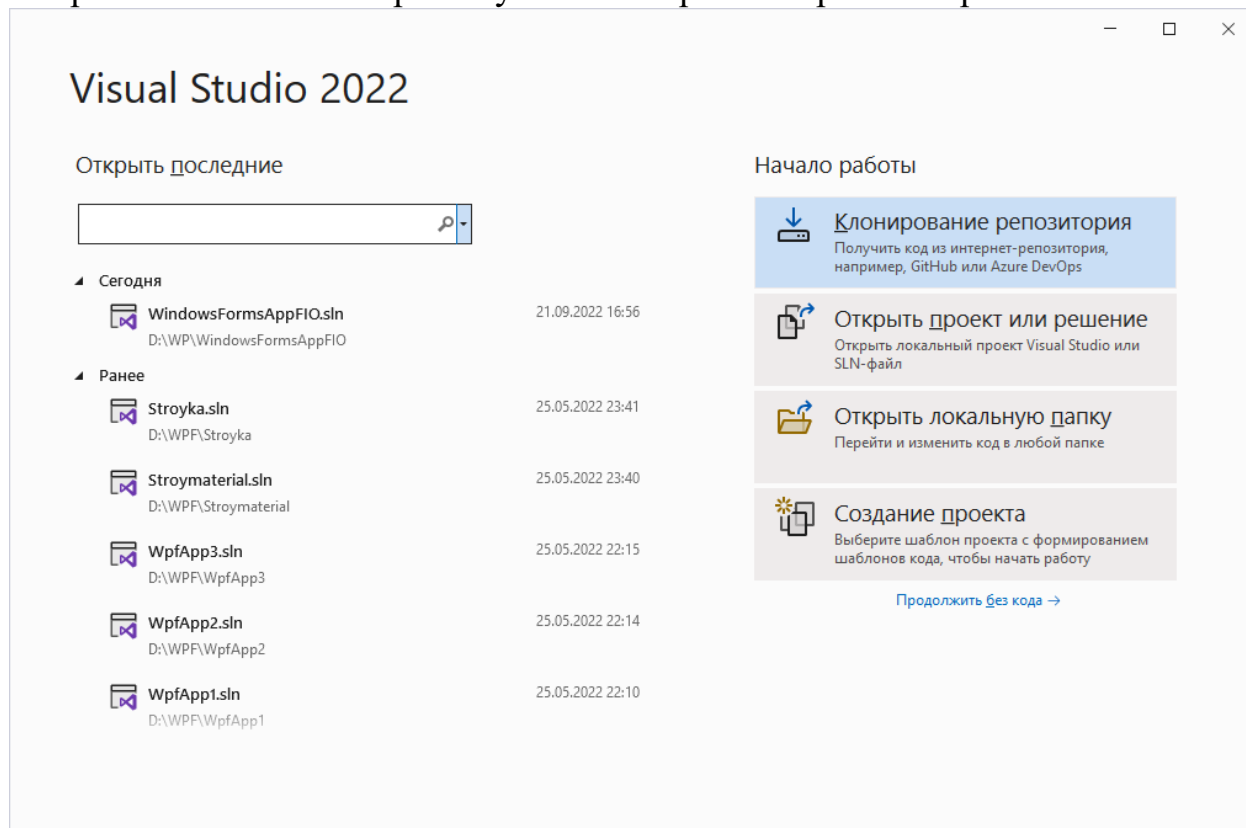 Visual Studio 2022
Открыть последние
Сегодня
WindowsFormsAppFIO.sln 21.09.2022 16:56
D:\WP\WindowsFormsAppFIO
Ранее
Stroyka.sln 25.05.2022 23:41
D:\WPF\Stroyka
Stroymaterial.sln 25.05.2022 23:40
D:\WPF\Stroymaterial
WpfApp3.sln 25.05.2022 22:15
D:\WPF\WpfApp3
WpfApp2.sln 25.05.2022 22:14
D:\WPF\WpfApp2
WpfApp1.sln 25.05.2022 22:10
D:\WPF\WpfApp1
Начало работы
Клонирование репозитория
Получить код из интернет-репозитория,
например, GitHub или Azure DevOps
Открыть проект или решение
Открыть локальный проект Visual Studio или
SLN-файл
Открыть локальную папку
Перейти и изменить код в любой папке
Создание проекта
Выберите шаблон проекта с формированием
шаблонов кода, чтобы начать работу
Продолжить без кода →